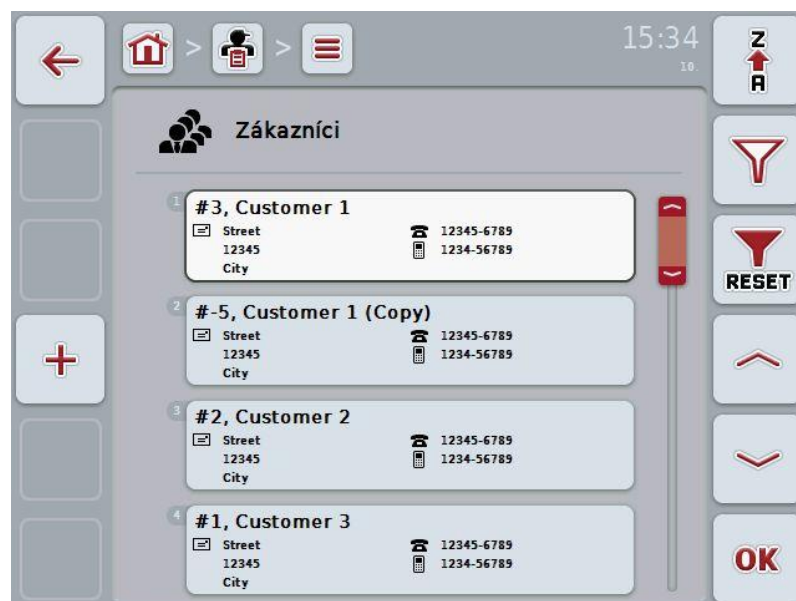 > >
15:34
10.
Z
A
Zákazníci
1
#3, Customer 1
Street 12345-6789
12345 1234-56789
City
2
#-5, Customer 1 (Copy)
Street 12345-6789
12345 1234-56789
City
3
#2, Customer 2
Street 12345-6789
12345 1234-56789
City
4
#1, Customer 3
Street 12345-6789
12345 1234-56789
City
RESET
OK